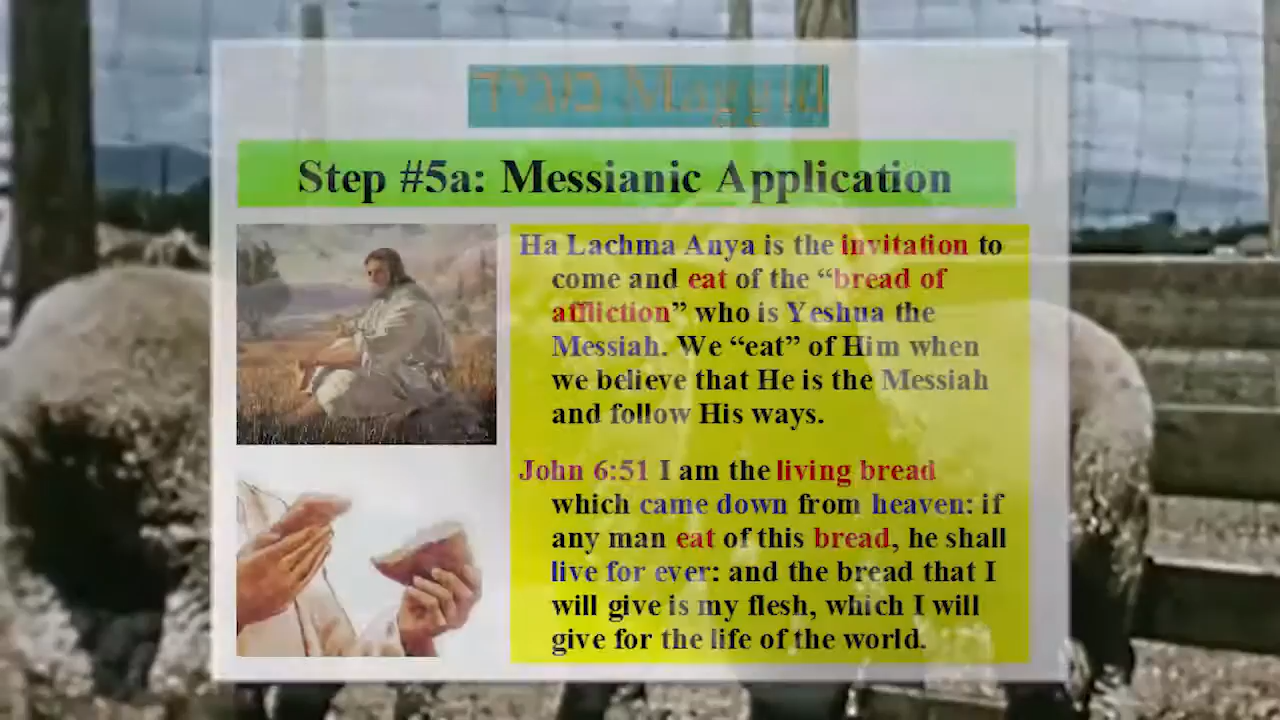 מגיד Maggid
Step #5a: Messianic Application
Ha Lachma Anya is the invitation to
come and eat of the “bread of
affliction” who is Yeshua the
Messiah. We “eat” of Him when
we believe that He is the Messiah
and follow His ways.
John 6:51 I am the living bread
which came down from heaven: if
any man eat of this bread, he shall
live for ever: and the bread that I
will give is my flesh, which I will
give for the life of the world.